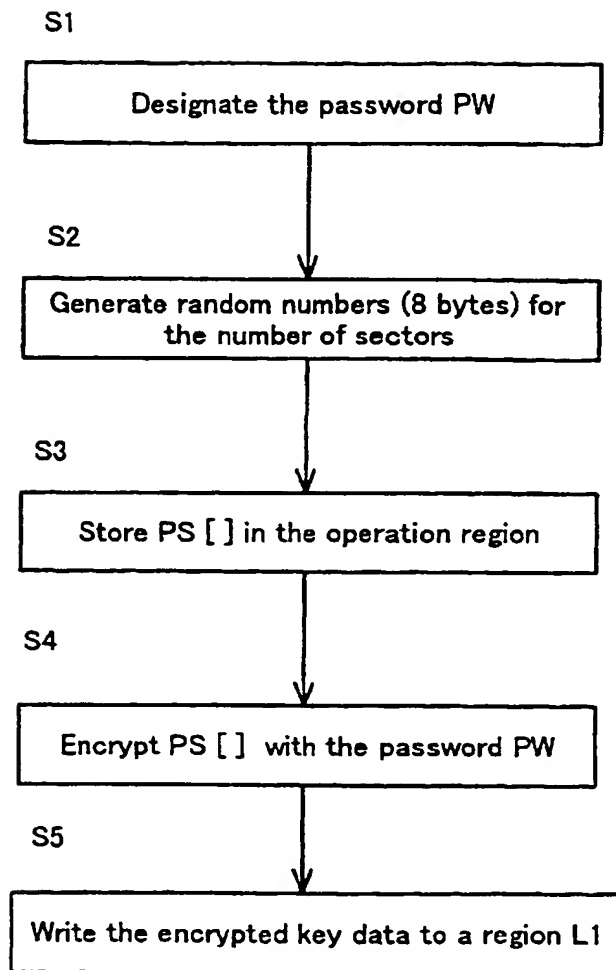 S1
Designate the password PW
S2
Generate random numbers (8 bytes) for
the number of sectors
S3
Store PS [ ] in the operation region
S4
Encrypt PS [ ] with the password PW
S5
Write the encrypted key data to a region L1